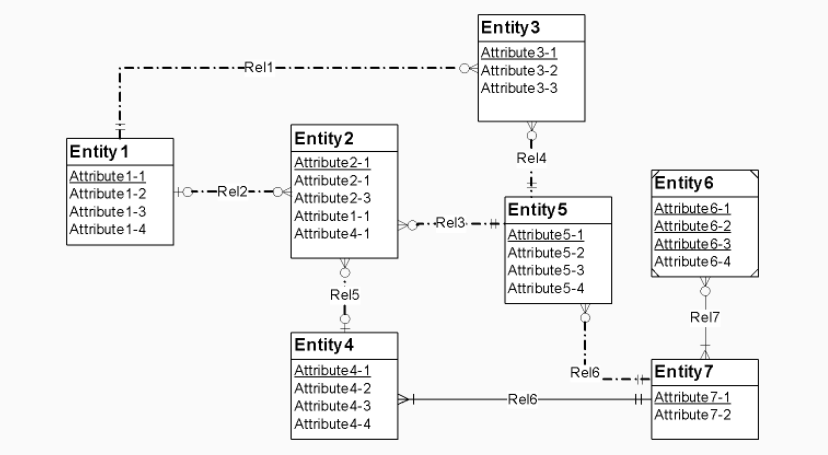 Entity3
Attribute3-1
Attribute3-2
Attribute3-3
Rel1
Entity1
Attribute1-1
Attribute1-2
Attribute1-3
Attribute1-4
Rel2
Entity2
Attribute2-1
Attribute2-1
Attribute2-3
Attribute1-1
Attribute4-1
Rel4
Rel3
Entity5
Attribute5-1
Attribute5-2
Attribute5-3
Attribute5-4
Entity6
Attribute6-1
Attribute6-2
Attribute6-3
Attribute6-4
Rel5
Rel7
Entity4
Attribute4-1
Attribute4-2
Attribute4-3
Attribute4-4
Rel6
Rel6
Entity7
Attribute7-1
Attribute7-2